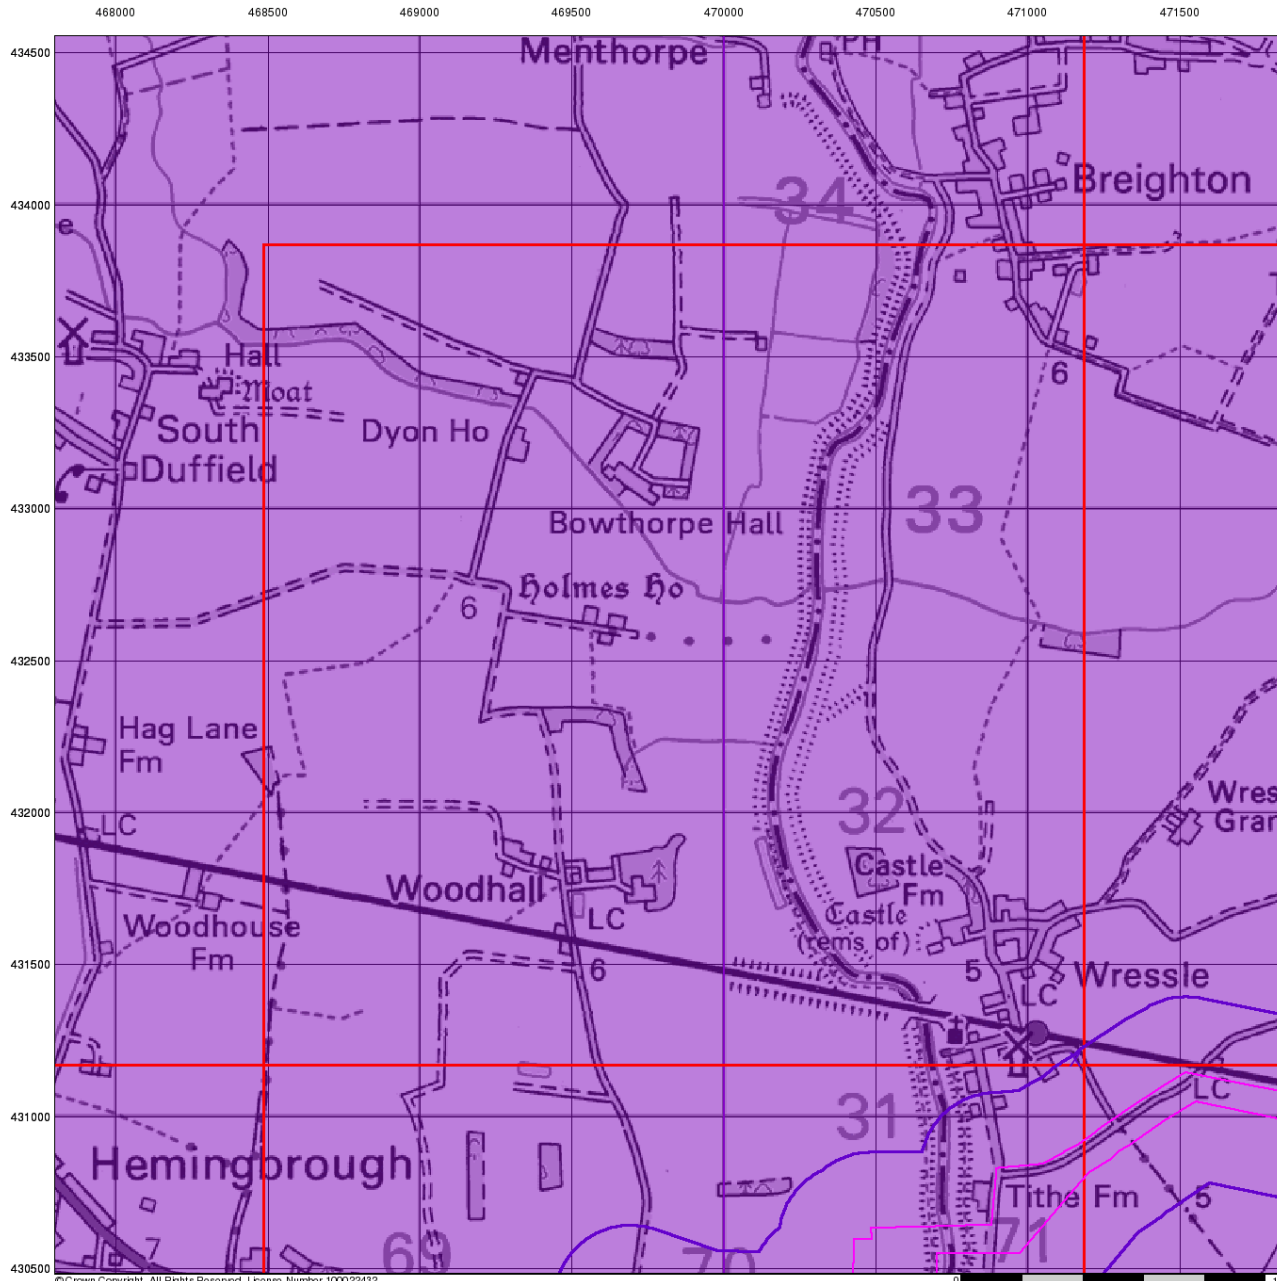 468000 468500 469000 469500 470000 470500 471000 471500
434500
Menthorpe
PH
Breighton
34
434000
e
433500
Hall
Moat
6
South
Duffield
Dyon Ho
433000
33
Bowthorpe Hall
Holmes Ho
6
432500
Hag Lane
Fm
432000
32
Wres
Gran
LC
Castle
Fm
Woodhall
Castle
(rems of)
LC
Woodhouse
Fm
431500
6
5
Wressle
LC
LC
431000
31
Hemingbrough
Tithe Fm
5
7
69
70
71
430500
© Crown Copyright. All Rights Reserved. License Number 100022432
0